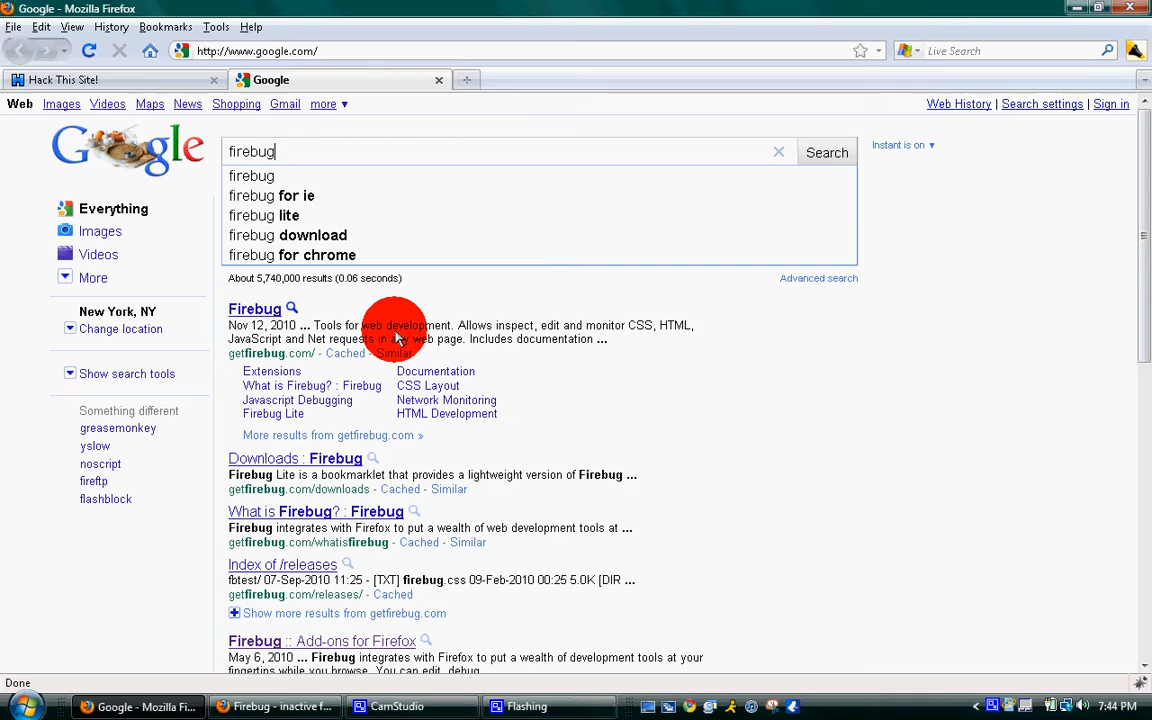 Google - Mozilla Firefox
File Edit View History Bookmarks Tools Help
http://www.google.com/
Live Search
Hack This Site!
Google
Web Images Videos Maps News Shopping Gmail more ▼
Web History | Search settings | Sign in
Google
firebug
Search
Instant is on ▼
firebug
firebug for ie
firebug lite
firebug download
firebug for chrome
Everything
Images
Videos
More
New York, NY
Change location
Show search tools
Something different
greasemonkey
yslow
noscript
fireftp
flashblock
About 5,740,000 results (0.06 seconds)
Advanced search
Firebug
Nov 12, 2010 ... Tools for web development. Allows inspect, edit and monitor CSS, HTML,
JavaScript and Net requests in any web page. Includes documentation ...
getfirebug.com/ - Cached - Similar
Extensions Documentation
What is Firebug? : Firebug CSS Layout
Javascript Debugging Network Monitoring
Firebug Lite HTML Development
More results from getfirebug.com »
Downloads : Firebug
Firebug Lite is a bookmarklet that provides a lightweight version of Firebug ...
getfirebug.com/downloads - Cached - Similar
What is Firebug? : Firebug
Firebug integrates with Firefox to put a wealth of web development tools at ...
getfirebug.com/whatisfirebug - Cached - Similar
Index of /releases
fbtest/ 07-Sep-2010 11:25 - [TXT] firebug.css 09-Feb-2010 00:25 5.0K [DIR ...
getfirebug.com/releases/ - Cached
Show more results from getfirebug.com
Firebug :: Add-ons for Firefox
May 6, 2010 ... Firebug integrates with Firefox to put a wealth of development tools at your
fingertips while you browse. You can edit, debug
Done
Google - Mozilla Fi...
Firebug - inactive f...
CamStudio
Flashing
7:44 PM